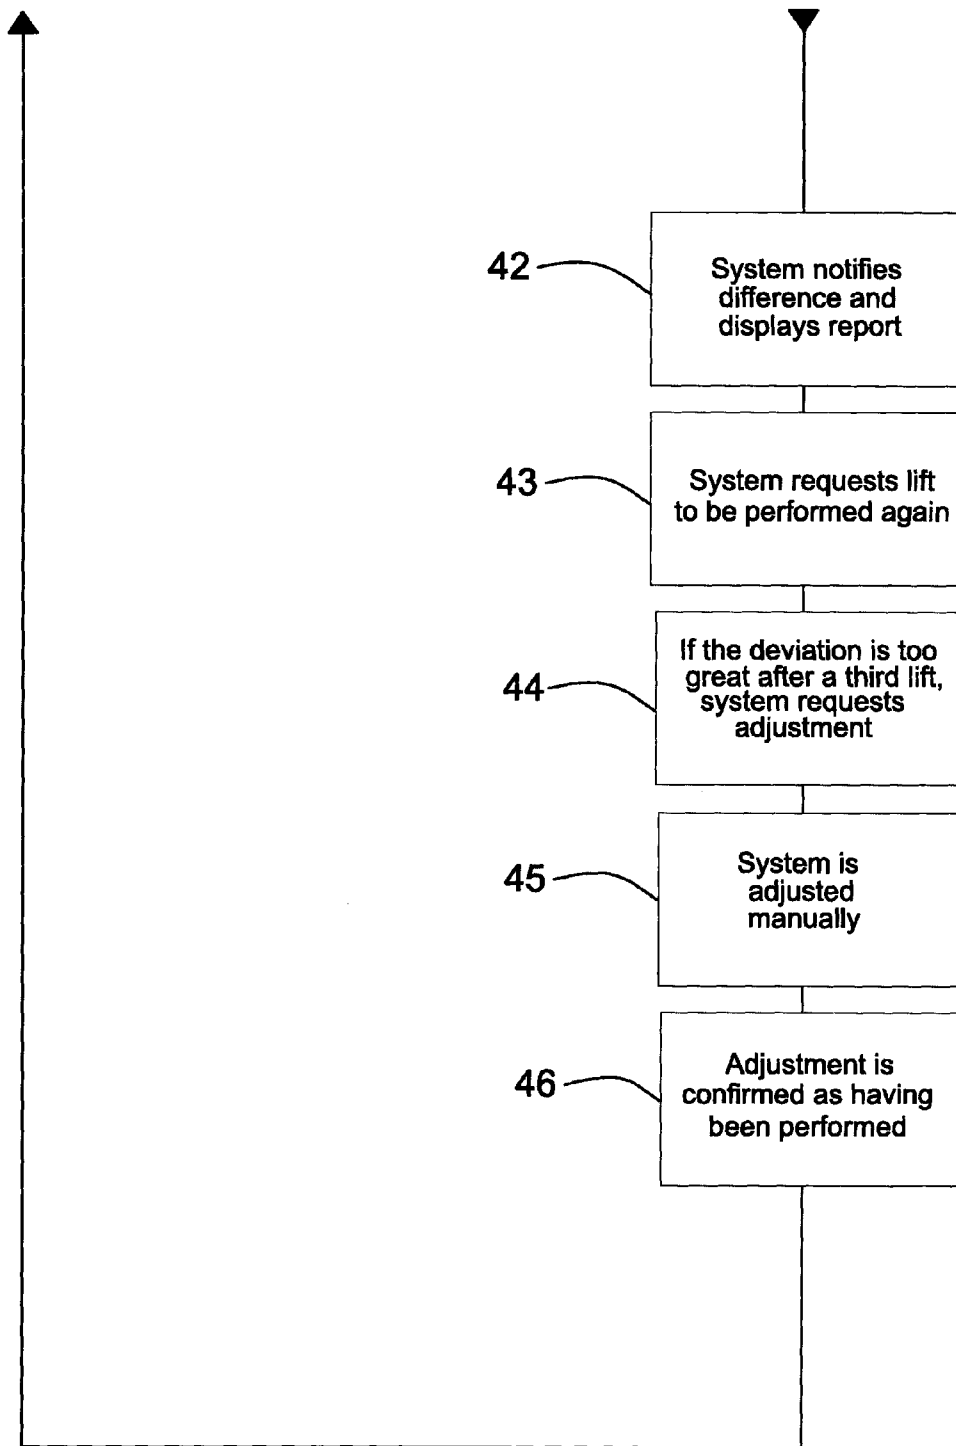 42
System notifies
difference and
displays report
43
System requests lift
to be performed again
44
If the deviation is too
great after a third lift,
system requests
adjustment
45
System is
adjusted
manually
46
Adjustment is
confirmed as having
been performed